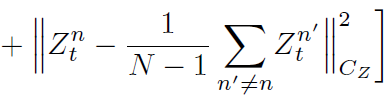 + \left\| Z_t^n - \frac{1}{N-1} \sum_{n' \neq n} Z_t^{n'} \right\|_{C_Z}^2 \Bigg]